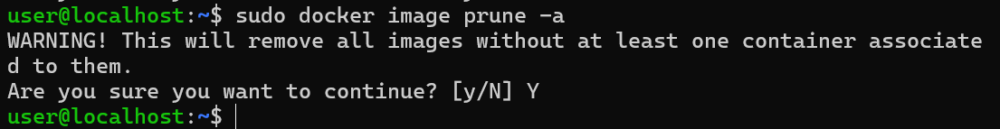 user@localhost:~$ sudo docker image prune -a
WARNING! This will remove all images without at least one container associate
d to them.
Are you sure you want to continue? [y/N] Y
user@localhost:~$